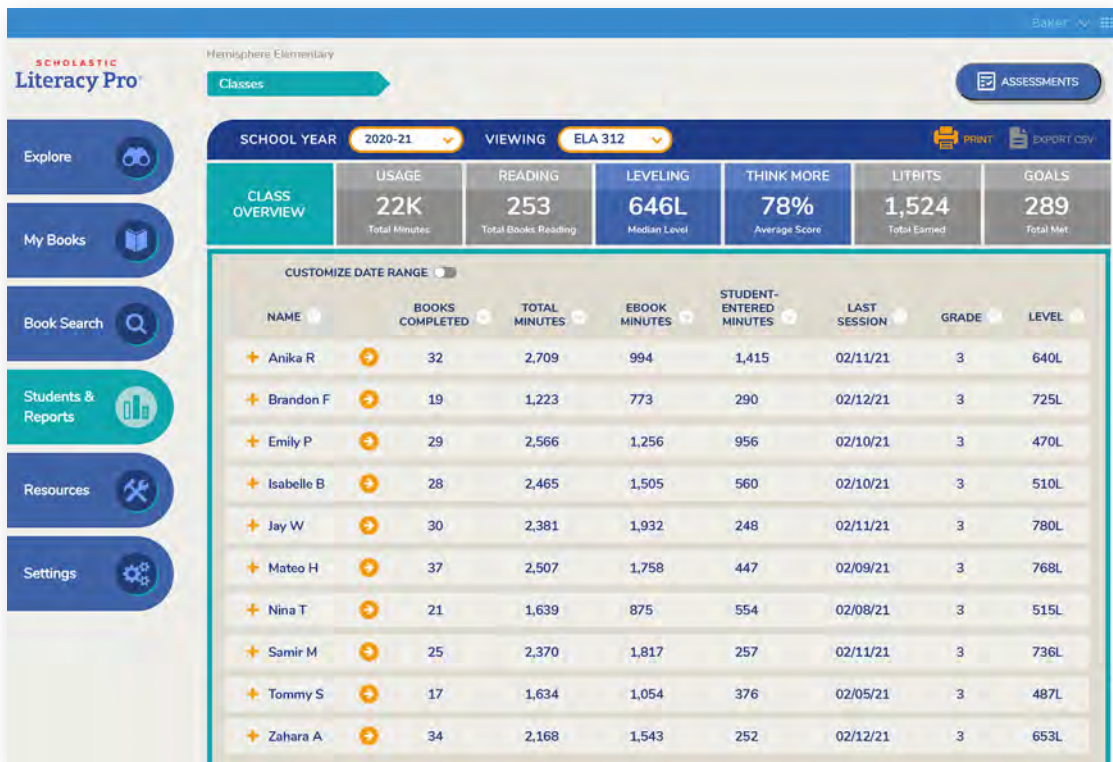 Baker
SCHOLASTIC
Literacy Pro
Hemisphere Elementary
Classes
ASSESSMENTS
Explore
My Books
Book Search
Students &
Reports
Resources
Settings
SCHOOL YEAR 2020-21 VIEWING ELA 312 PRINT EXPORT CSV
CLASS
OVERVIEW
USAGE
22K
Total Minutes
READING
253
Total Books Reading
LEVELING
646L
Median Level
THINK MORE
78%
Average Score
LITBITS
1,524
Total Earned
GOALS
289
Total Met
CUSTOMIZE DATE RANGE
NAME
BOOKS
COMPLETED
TOTAL
MINUTES
EBOOK
MINUTES
STUDENT-
ENTERED
MINUTES
LAST
SESSION
GRADE
LEVEL
Anika R 32 2,709 994 1,415 02/11/21 3 640L
Brandon F 19 1,223 773 290 02/12/21 3 725L
Emily P 29 2,566 1,256 956 02/10/21 3 470L
Isabelle B 28 2,465 1,505 560 02/10/21 3 510L
Jay W 30 2,381 1,932 248 02/11/21 3 780L
Mateo H 37 2,507 1,758 447 02/09/21 3 768L
Nina T 21 1,639 875 554 02/08/21 3 515L
Samir M 25 2,370 1,817 257 02/11/21 3 736L
Tommy S 17 1,634 1,054 376 02/05/21 3 487L
Zahara A 34 2,168 1,543 252 02/12/21 3 653L